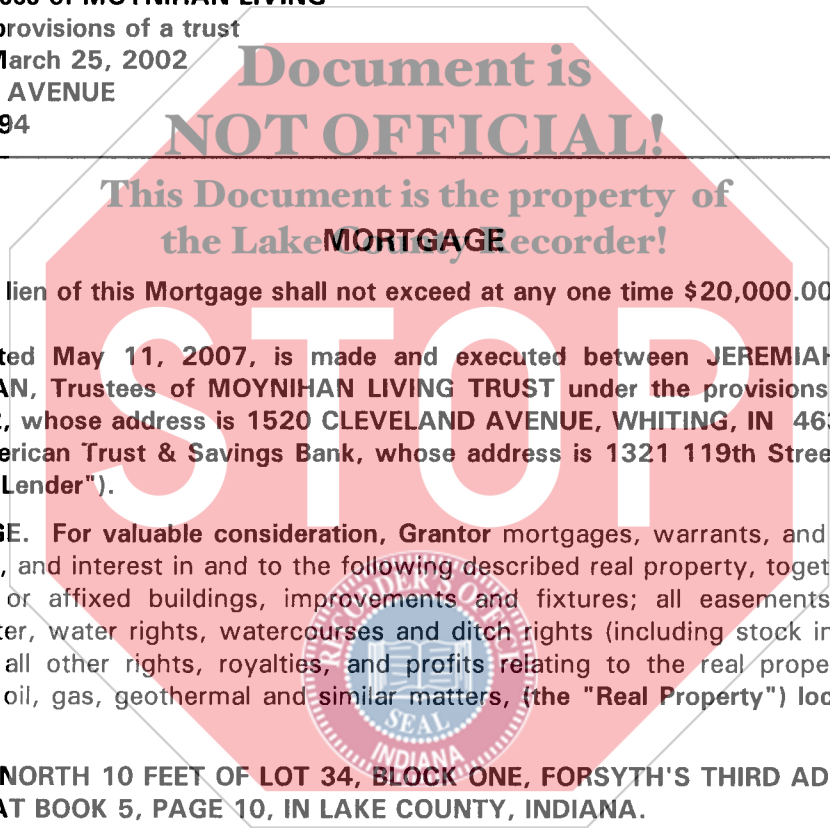 provisions of a trust
March 25, 2002
AVENUE
94
Document is
NOT OFFICIAL!
This Document is the property of
the Lake County Recorder!
MORTGAGE
lien of this Mortgage shall not exceed at any one time $20,000.00
ted May 11, 2007, is made and executed between JEREMIAH
AN, Trustees of MOYNIHAN LIVING TRUST under the provisions
, whose address is 1520 CLEVELAND AVENUE, WHITING, IN 463
erican Trust & Savings Bank, whose address is 1321 119th Stree
Lender").
GE. For valuable consideration, Grantor mortgages, warrants, and
, and interest in and to the following described real property, toget
or affixed buildings, improvements and fixtures; all easements
ter, water rights, watercourses and ditch rights (including stock in
all other rights, royalties, and profits relating to the real prope
oil, gas, geothermal and similar matters, (the "Real Property") loc
NORTH 10 FEET OF LOT 34, BLOCK ONE, FORSYTH'S THIRD AD
AT BOOK 5, PAGE 10, IN LAKE COUNTY, INDIANA.
STOP
SEAL
INDIANA